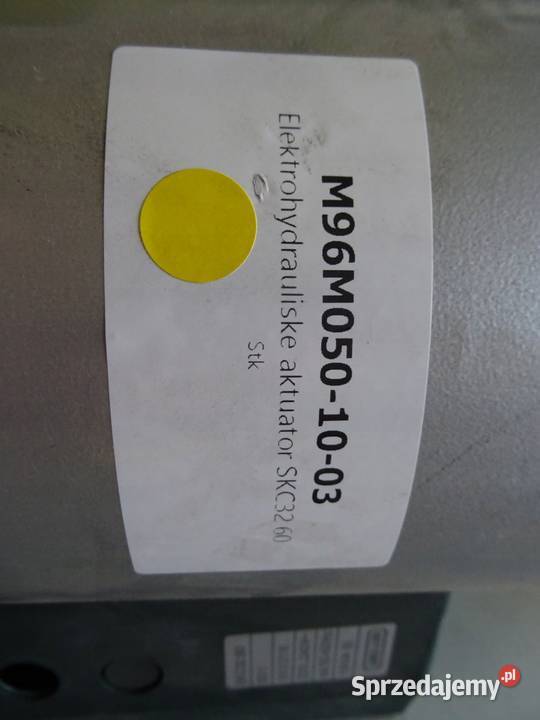 M96M050-10-03
Elektrohydrauliske aktuator SKC32 60
Stk
Sprzedajemy.pl